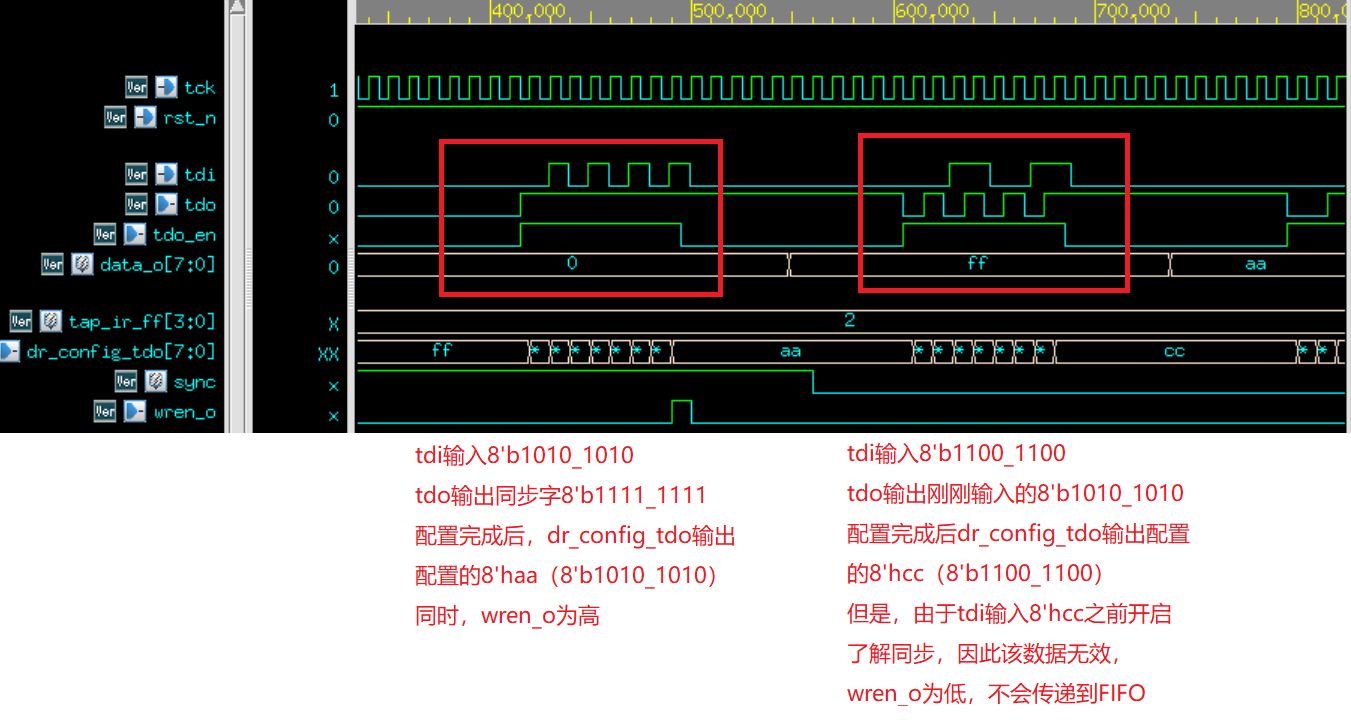 400,000 500,000 600,000 700,000 800,0
Ver tck 1
Ver rst_n 0
Ver tdi 0
Ver tdo 0
Ver tdo_en x
Ver data_o[7:0] 0 0 ff aa
Ver tap_ir_ff[3:0] X 2
dr_config_tdo[7:0] XX ff * * * * * * * aa * * * * * * * cc * *
Ver sync x
Ver wren_o x
tdi输入8'b1010_1010
tdo输出同步字8'b1111_1111
配置完成后，dr_config_tdo输出
配置的8'haa（8'b1010_1010）
同时，wren_o为高
tdi输入8'b1100_1100
tdo输出刚刚输入的8'b1010_1010
配置完成后dr_config_tdo输出配置
的8'hcc（8'b1100_1100）
但是，由于tdi输入8'hcc之前开启
了解同步，因此该数据无效，
wren_o为低，不会传递到FIFO